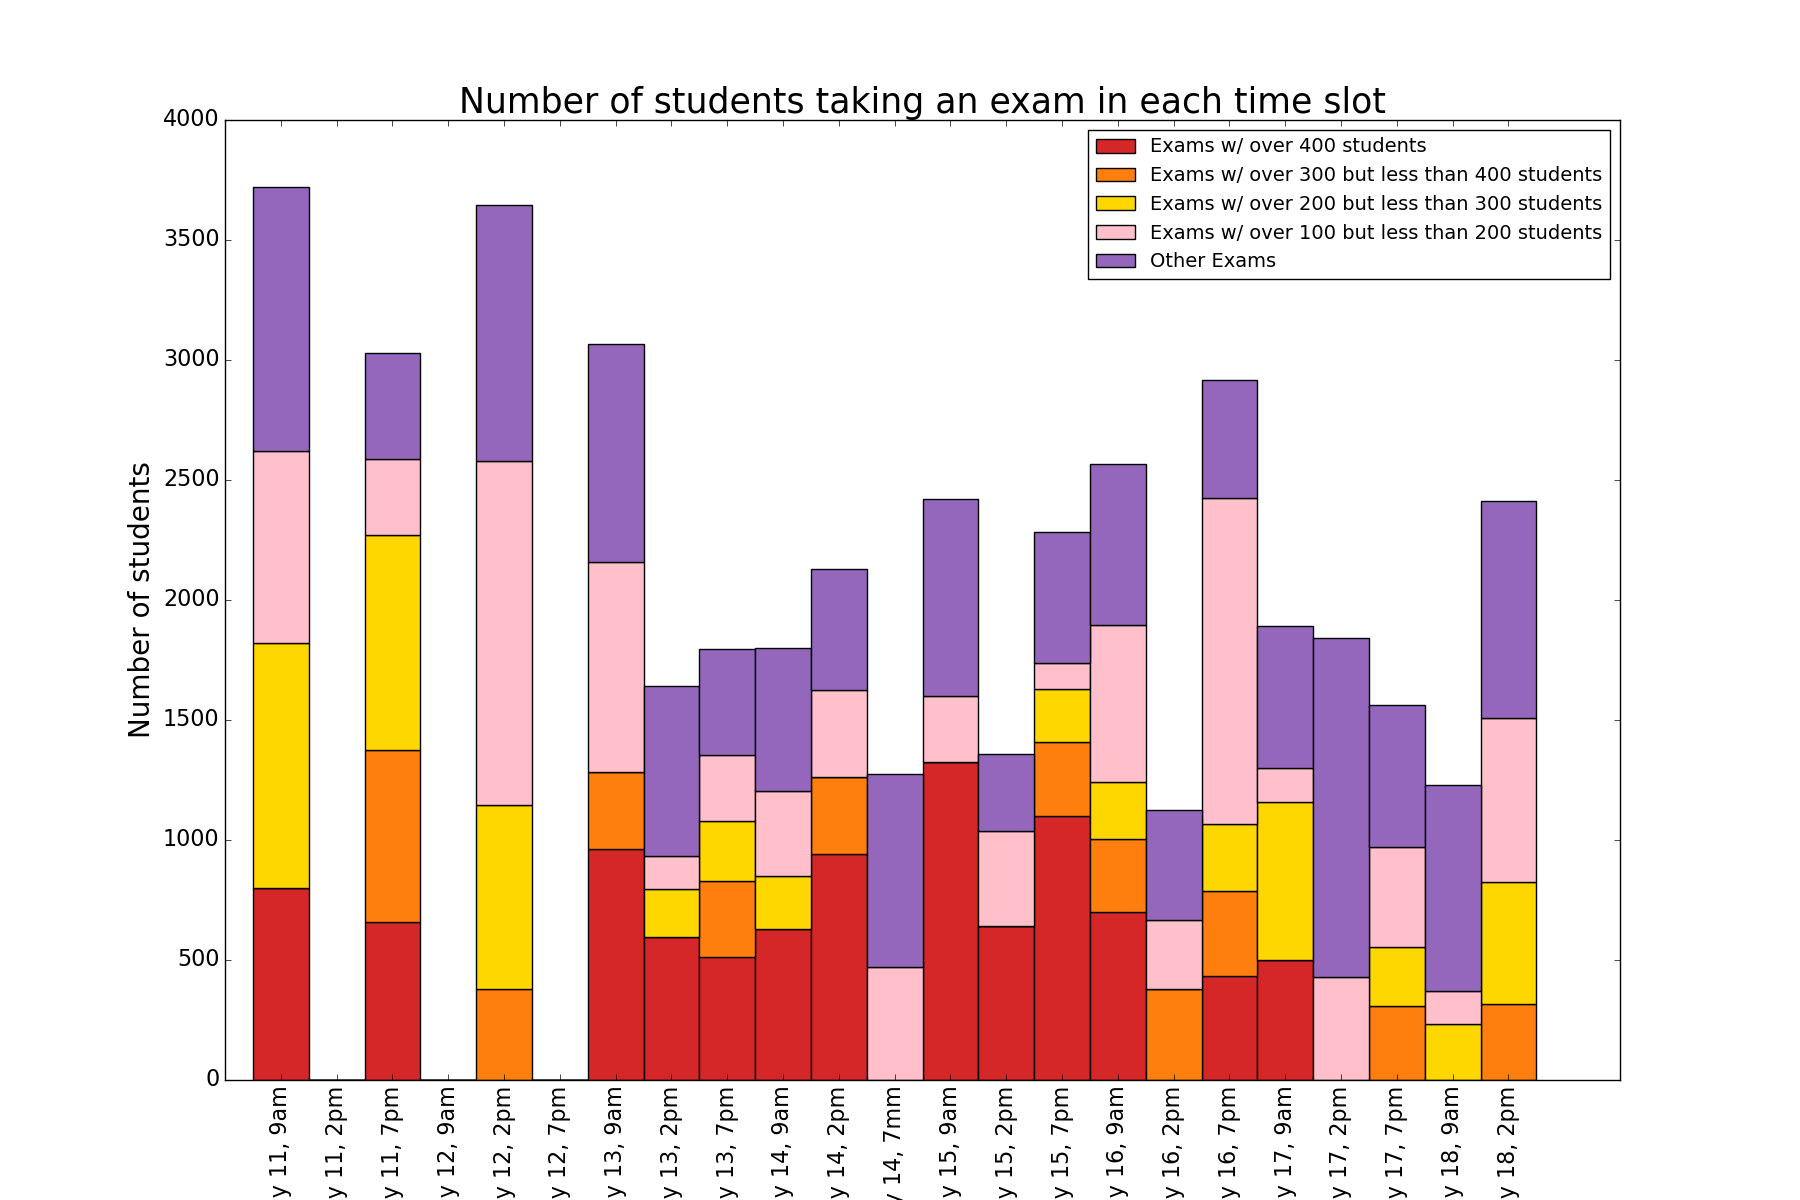 Number of students taking an exam in each time slot
Number of students
4000
3500
3000
2500
2000
1500
1000
500
0
Exams w/ over 400 students
Exams w/ over 300 but less than 400 students
Exams w/ over 200 but less than 300 students
Exams w/ over 100 but less than 200 students
Other Exams
y 11, 9am
y 11, 2pm
y 11, 7pm
y 12, 9am
y 12, 2pm
y 12, 7pm
y 13, 9am
y 13, 2pm
y 13, 7pm
y 14, 9am
y 14, 2pm
y 14, 7mm
y 15, 9am
y 15, 2pm
y 15, 7pm
y 16, 9am
y 16, 2pm
y 16, 7pm
y 17, 9am
y 17, 2pm
y 17, 7pm
y 18, 9am
y 18, 2pm